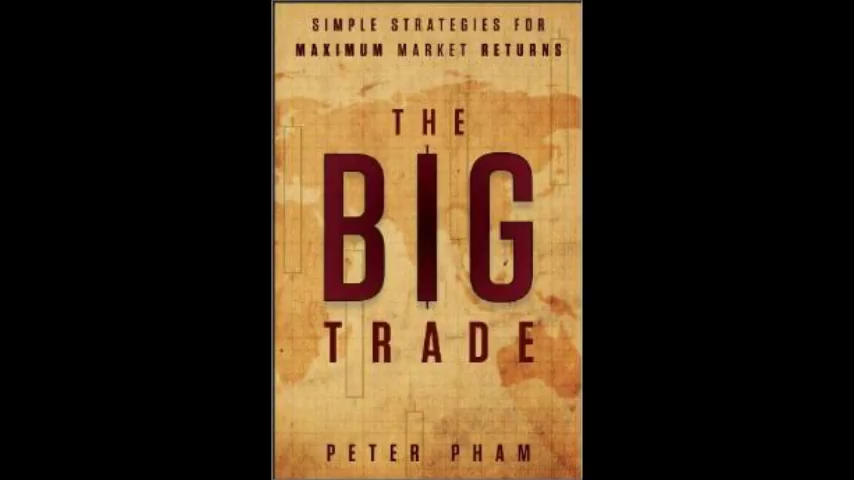 SIMPLE STRATEGIES FOR
MAXIMUM MARKET RETURNS
THE
BIG
TRADE
PETER PHAM